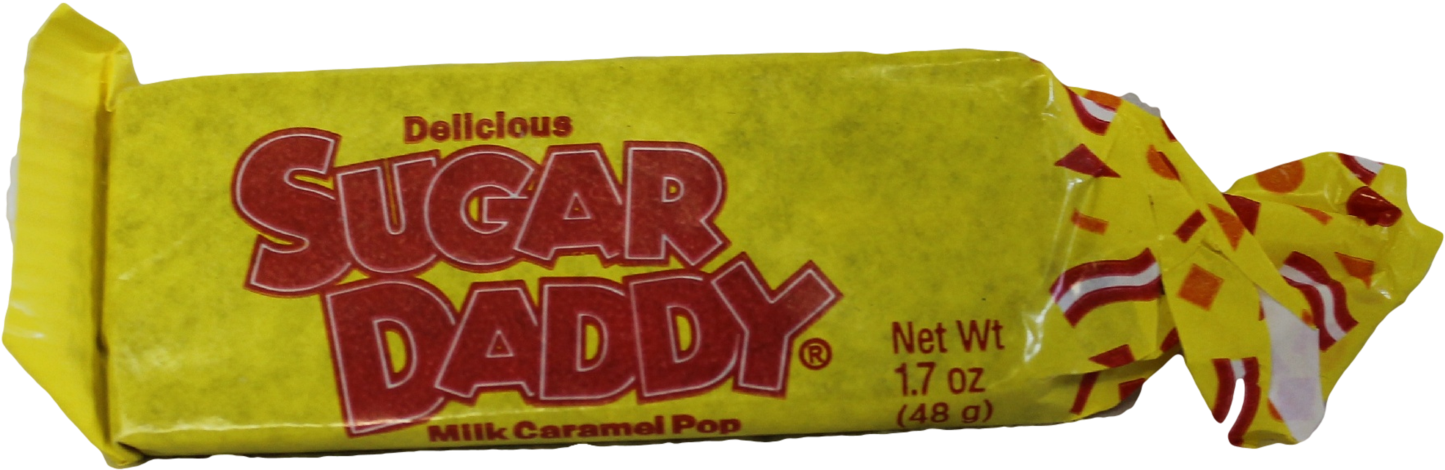 Delicious
SUGAR
DADDY®
Milk Caramel Pop
Net Wt
1.7 oz
(48 g)